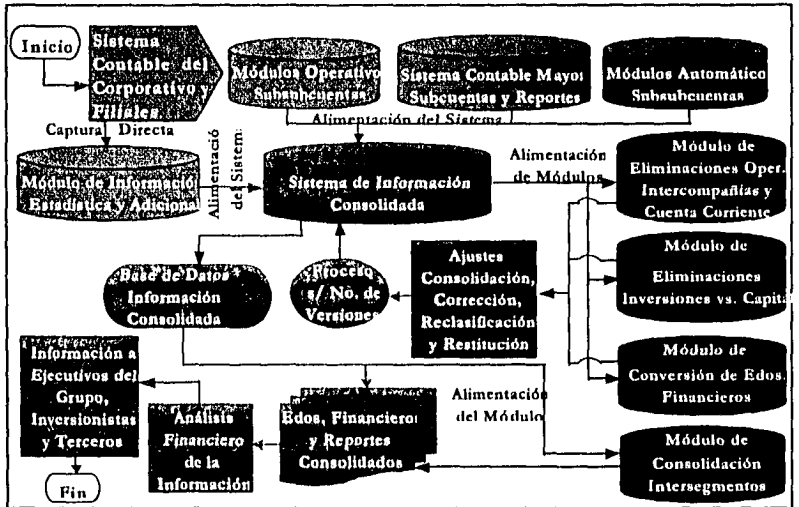 Inicio
Sistema
Contable del
Corporativo y
Filiales
Módulos Operativo
Subsubcuentas
Sistema Contable Mayor
Subcuentas y Reportes
Módulos Automático
Subsubcuentas
Captura Directa
Alimentación del Sistema
Módulo de Información
Estadística y Adicional
Alimentació
del Sistema
Sistema de Información
Consolidada
Alimentación
de Módulos
Módulo de
Eliminaciones Oper.
Intercompañías y
Cuenta Corriente
Base de Datos
Información
Consolidada
Proceso
s/ No. de
Versiones
Ajustes
Consolidación,
Corrección,
Reclasificación
y Restitución
Módulo de
Eliminaciones
Inversiones vs. Capita
Módulo de
Conversión de Edos.
Financieros
Información a
Ejecutivos del
Grupo,
Inversionistas
y Terceros
Análisis
Financiero
de la
Información
Edos. Financieros
y Reportes
Consolidados
Alimentación
del Módulo
Módulo de
Consolidación
Intersegmentos
Fin